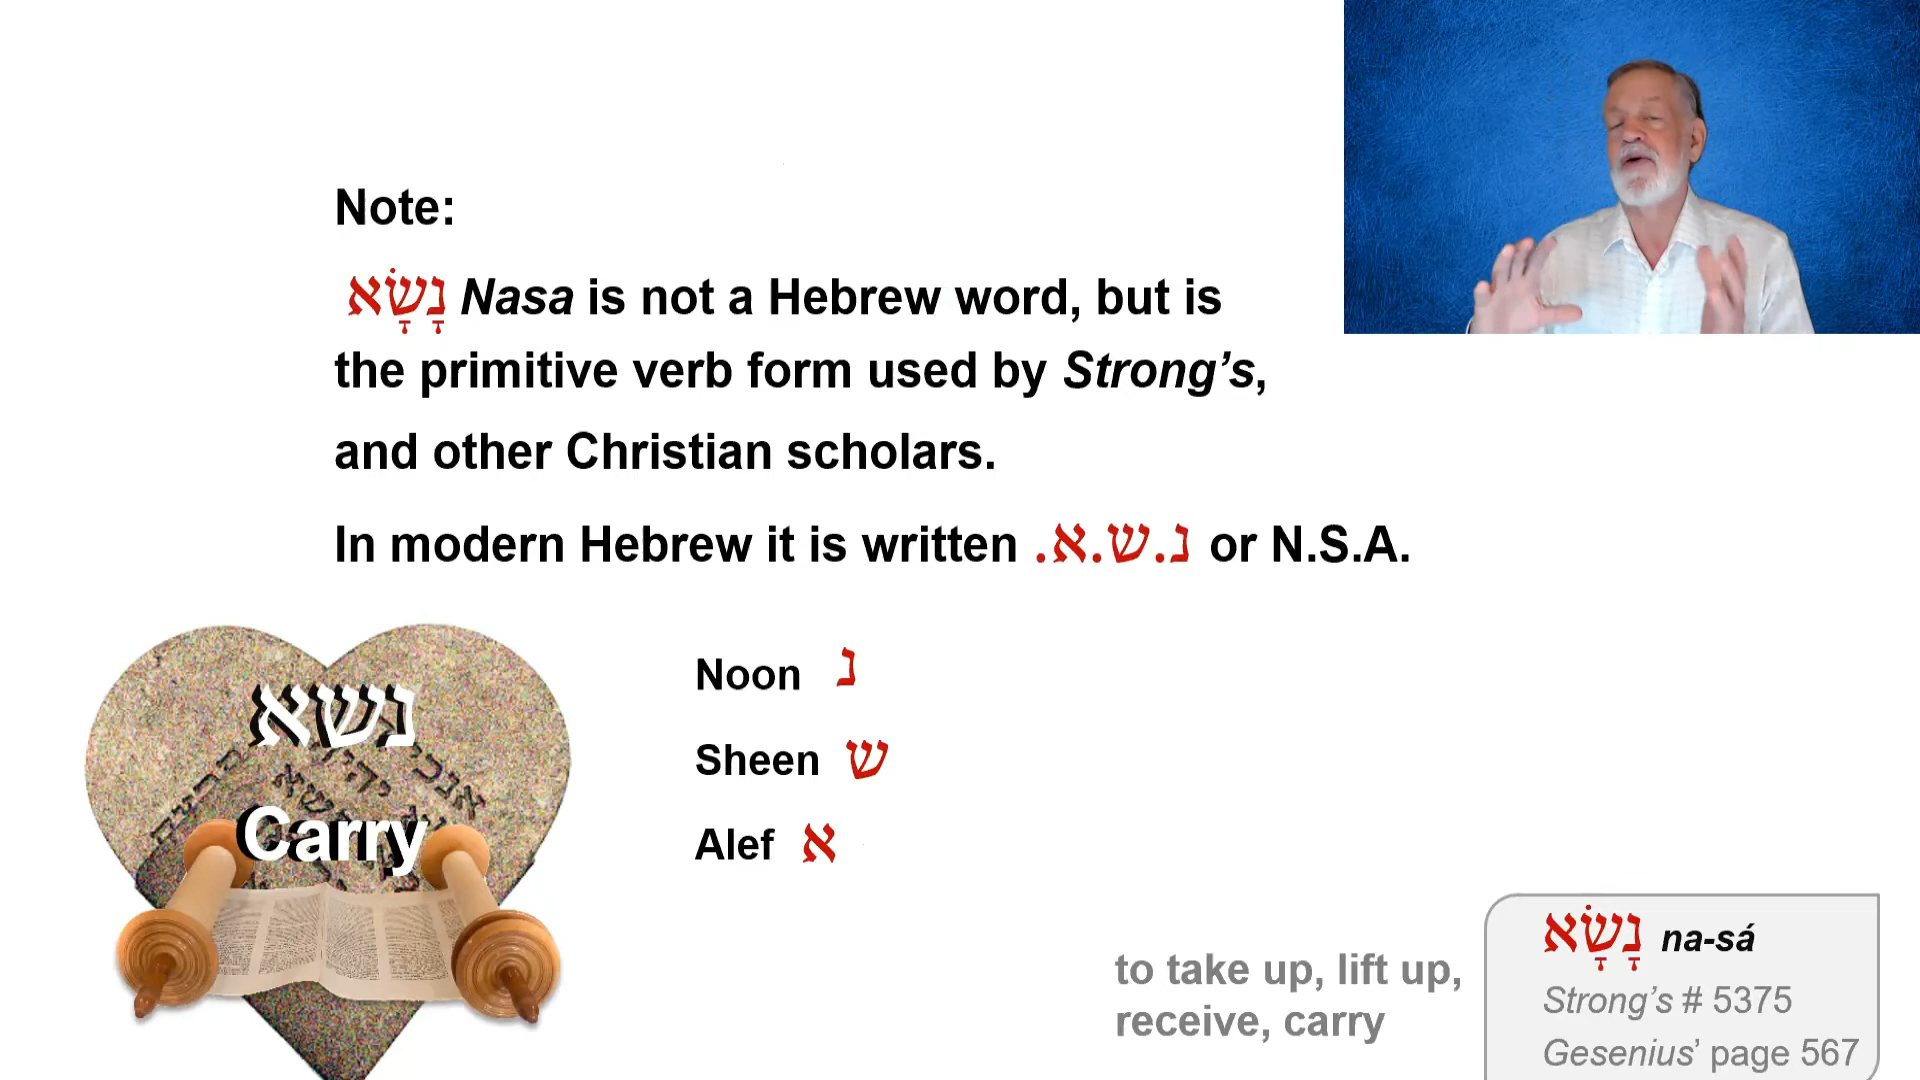 Note:
נָשָׂא Nasa is not a Hebrew word, but is
the primitive verb form used by Strong’s,
and other Christian scholars.
In modern Hebrew it is written נ.ש.א. or N.S.A.
נשא
Carry
Noon נ
Sheen ש
Alef א
to take up, lift up,
receive, carry
נָשָׂא na-sá
Strong’s # 5375
Gesenius’ page 567